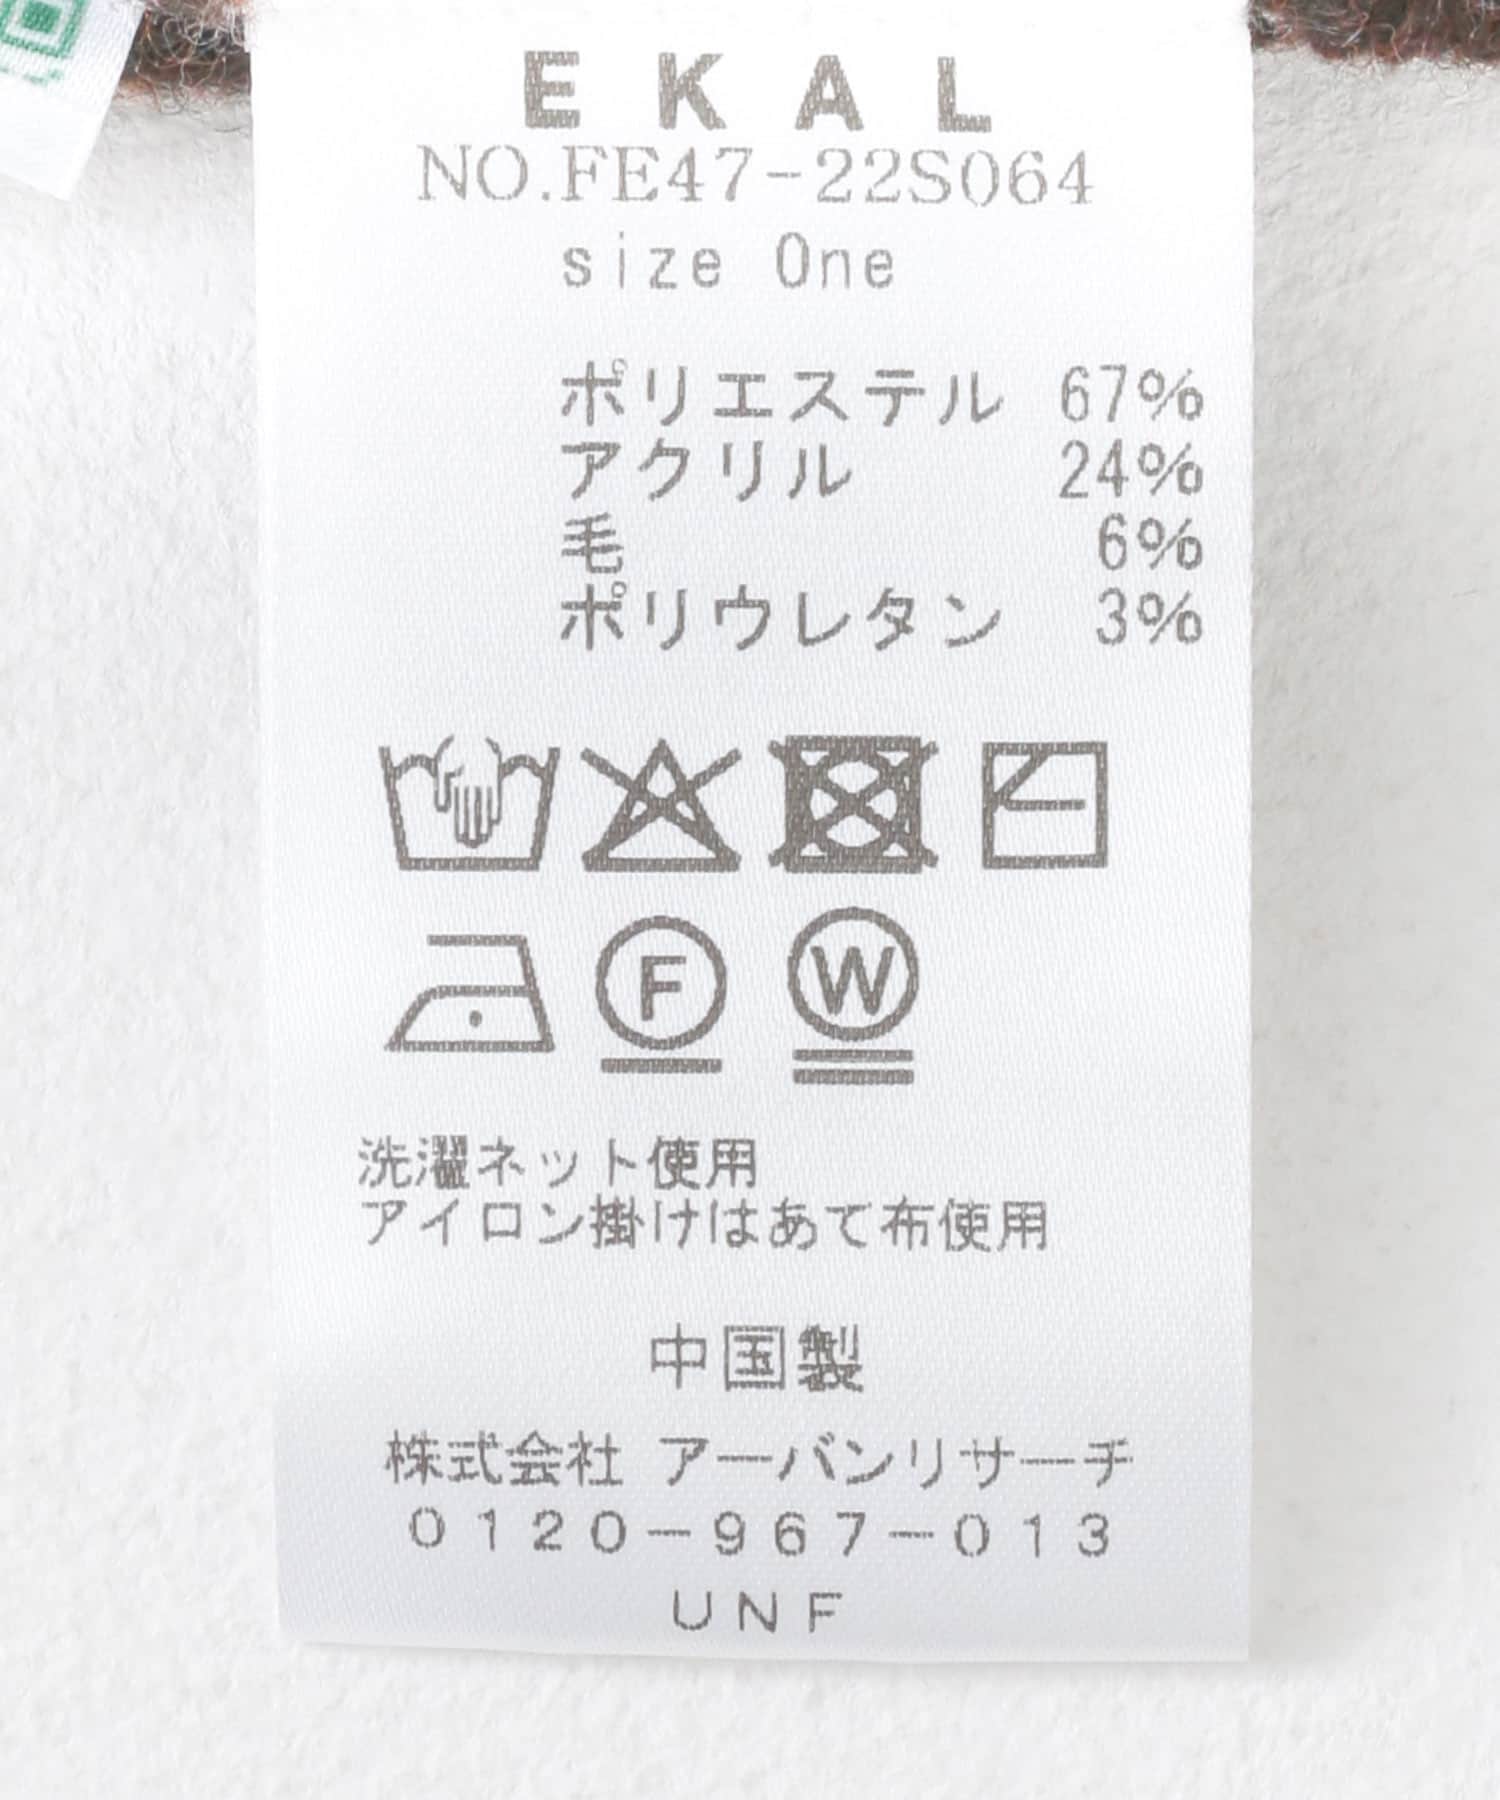 EKAL
NO.FE47-22S064
size One
ポリエステル 67%
アクリル 24%
毛 6%
ポリウレタン 3%
F W
洗濯ネット使用
アイロン掛けはあて布使用
中国製
株式会社 アーバンリサーチ
0120-967-013
UNF